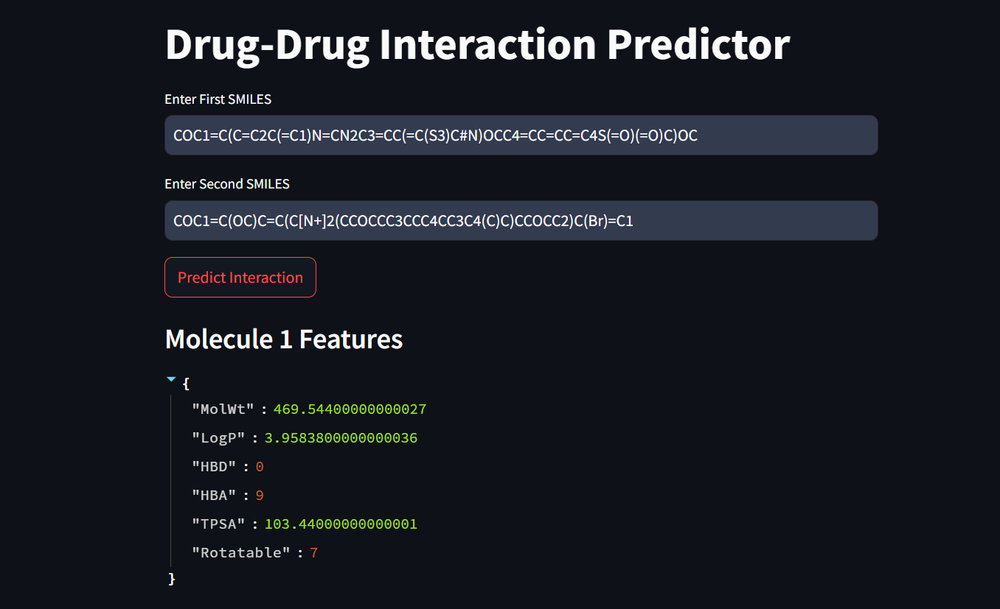 Drug-Drug Interaction Predictor
Enter First SMILES
COC1=C(C=C2C(=C1)N=CN2C3=CC(=C(S3)C#N)OCC4=CC=CC=C4S(=O)(=O)C)OC
Enter Second SMILES
COC1=C(OC)C=C(C[N+]2(CCOCCC3CCC4CC3C4(C)C)CCOCC2)C(Br)=C1
Predict Interaction
Molecule 1 Features
{
"MolWt" : 469.54400000000027
"LogP" : 3.9583800000000036
"HBD" : 0
"HBA" : 9
"TPSA" : 103.44000000000001
"Rotatable" : 7
}